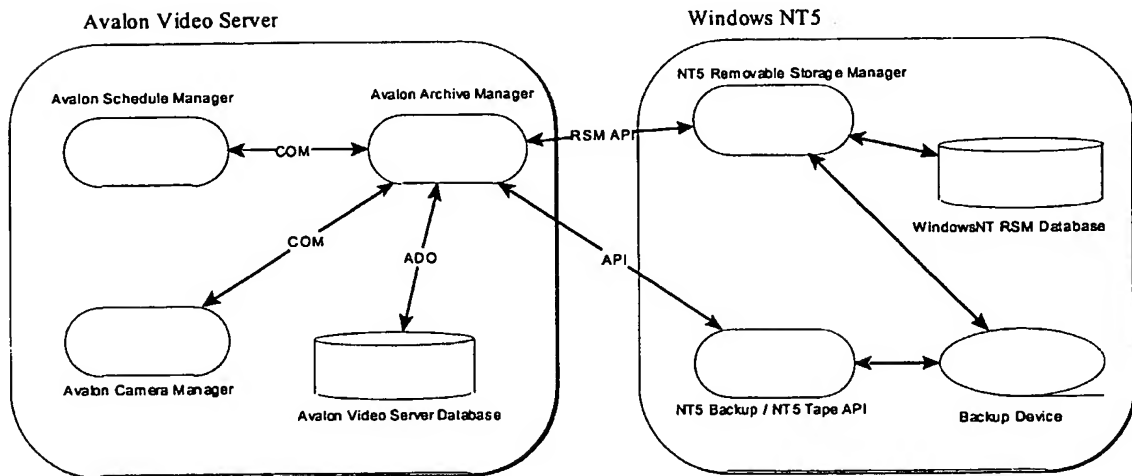 Avalon Video Server
Windows NT5
Avalon Schedule Manager
Avalon Archive Manager
NT5 Removable Storage Manager
COM
RSM API
WindowsNT RSM Database
COM
ADO
API
Avalon Camera Manager
Avalon Video Server Database
NT5 Backup / NT5 Tape API
Backup Device